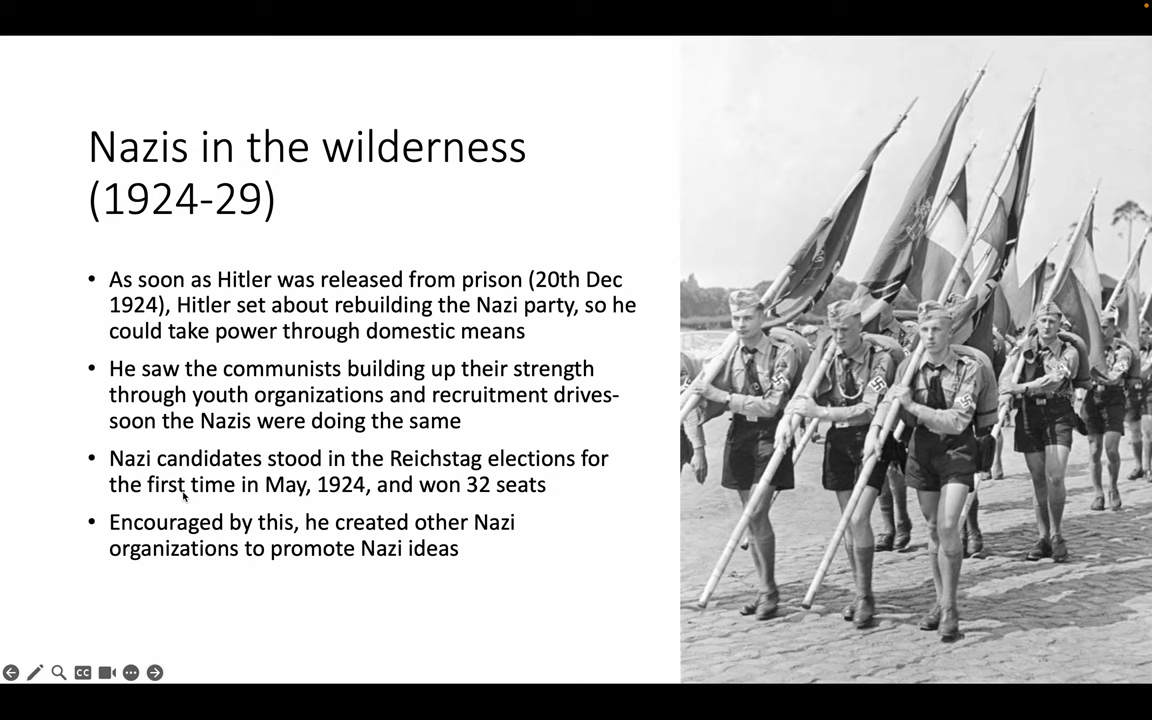 Nazis in the wilderness
(1924-29)
• As soon as Hitler was released from prison (20th Dec
1924), Hitler set about rebuilding the Nazi party, so he
could take power through domestic means
• He saw the communists building up their strength
through youth organizations and recruitment drives-
soon the Nazis were doing the same
• Nazi candidates stood in the Reichstag elections for
the first time in May, 1924, and won 32 seats
• Encouraged by this, he created other Nazi
organizations to promote Nazi ideas
CC